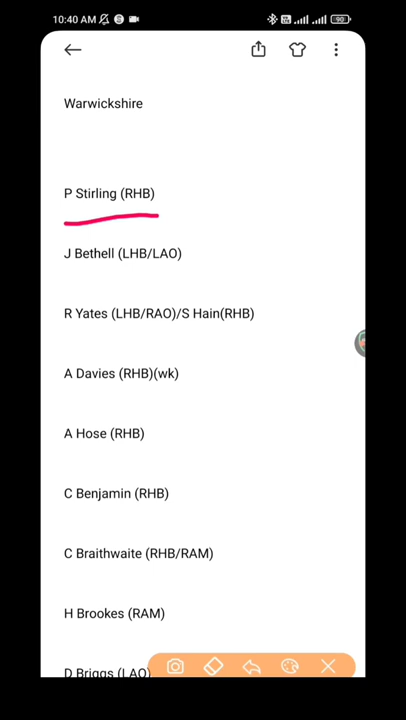 10:40 AM
90
Warwickshire
P Stirling (RHB)
J Bethell (LHB/LAO)
R Yates (LHB/RAO)/S Hain(RHB)
A Davies (RHB)(wk)
A Hose (RHB)
C Benjamin (RHB)
C Braithwaite (RHB/RAM)
H Brookes (RAM)
D Briggs (LAO)